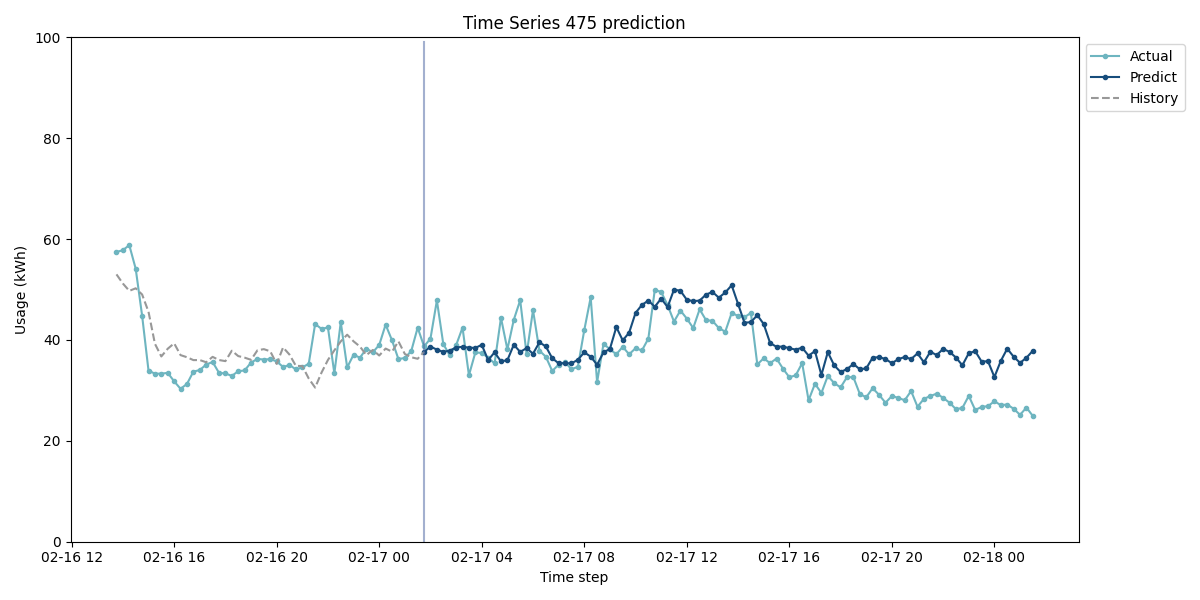 Time Series 475 prediction
100
80
60
40
20
0
Usage (kWh)
02-16 12
02-16 16
02-16 20
02-17 00
02-17 04
02-17 08
02-17 12
02-17 16
02-17 20
02-18 00
Time step
Actual
Predict
History